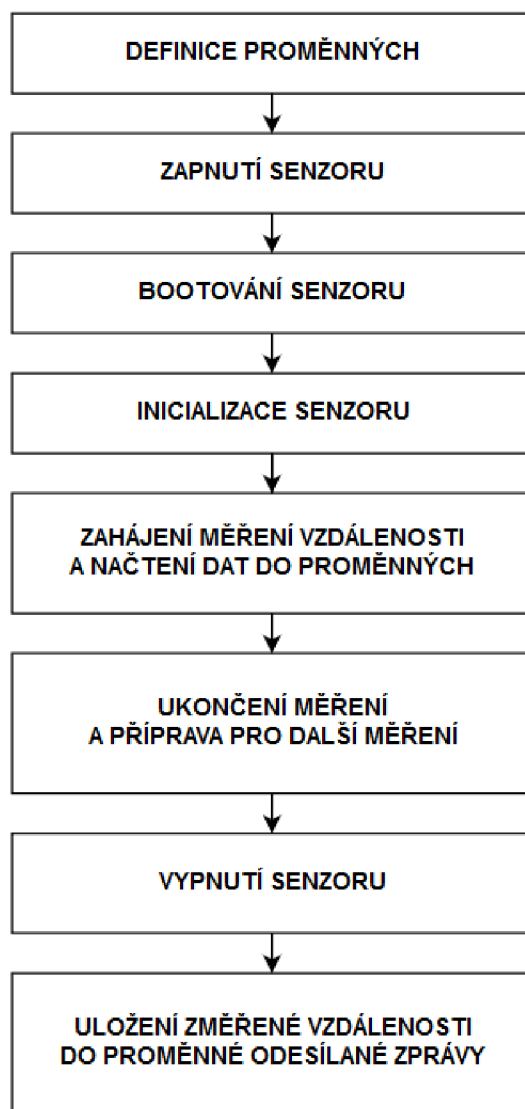 DEFINICE PROMĚNNÝCH
ZAPNUTÍ SENZORU
BOOTOVÁNÍ SENZORU
INICIALIZACE SENZORU
ZAHÁJENÍ MĚŘENÍ VZDÁLENOSTI
A NAČTENÍ DAT DO PROMĚNNÝCH
UKONČENÍ MĚŘENÍ
A PŘÍPRAVA PRO DALŠÍ MĚŘENÍ
VYPNUTÍ SENZORU
ULOŽENÍ ZMĚŘENÉ VZDÁLENOSTI
DO PROMĚNNÉ ODESÍLANÉ ZPRÁVY